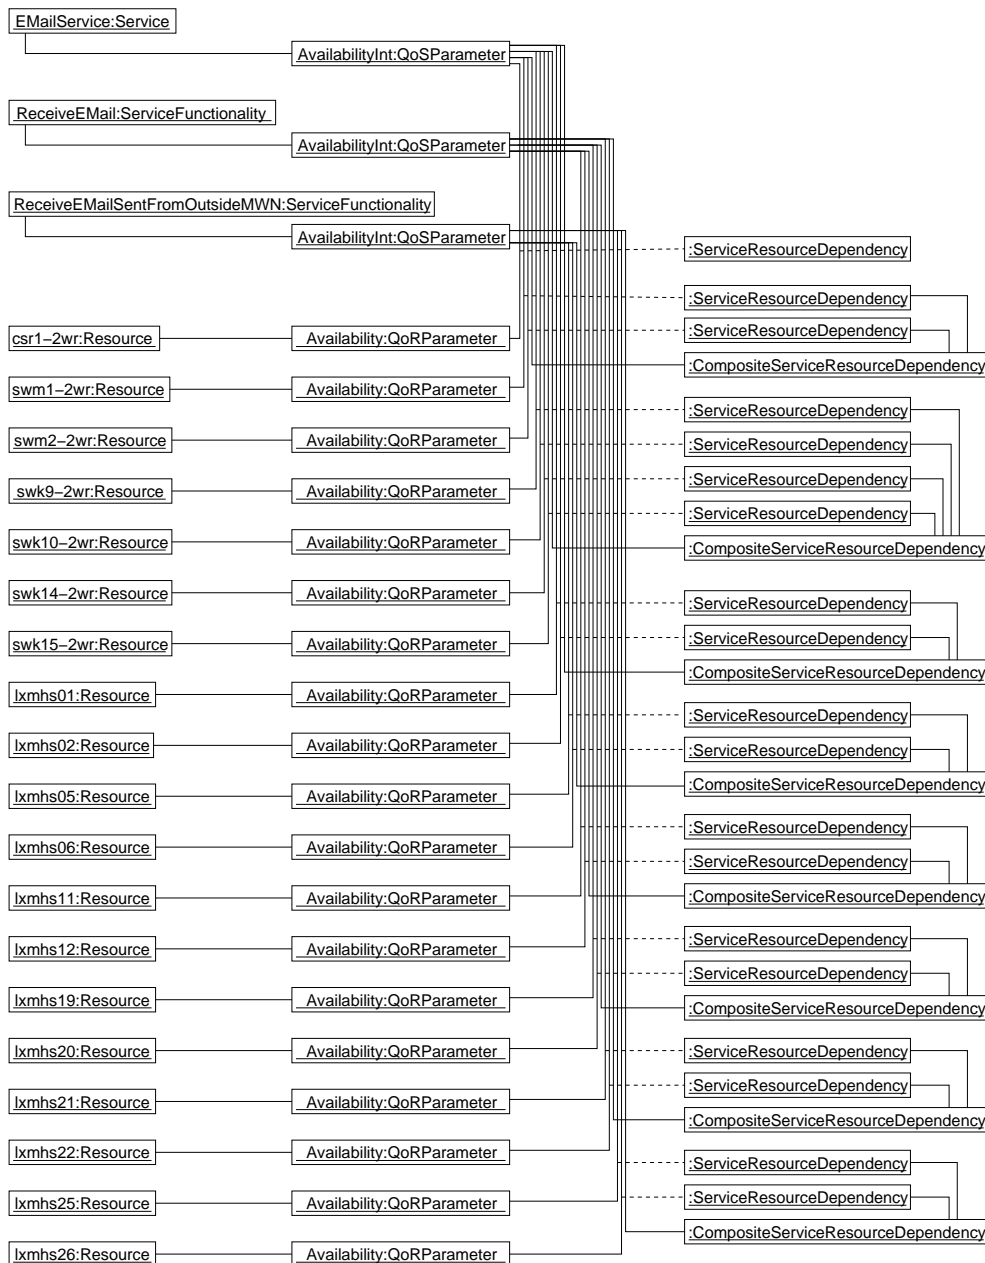 EMailService:Service
AvailabilityInt:QoSParameter
ReceiveEMail:ServiceFunctionality
AvailabilityInt:QoSParameter
ReceiveEMailSentFromOutsideMWN:ServiceFunctionality
AvailabilityInt:QoSParameter
:ServiceResourceDependency
:ServiceResourceDependency
:ServiceResourceDependency
csr1−2wr:Resource
Availability:QoRParameter
:CompositeServiceResourceDependency
swm1−2wr:Resource
Availability:QoRParameter
:ServiceResourceDependency
swm2−2wr:Resource
Availability:QoRParameter
:ServiceResourceDependency
:ServiceResourceDependency
swk9−2wr:Resource
Availability:QoRParameter
:ServiceResourceDependency
swk10−2wr:Resource
Availability:QoRParameter
:CompositeServiceResourceDependency
swk14−2wr:Resource
Availability:QoRParameter
:ServiceResourceDependency
swk15−2wr:Resource
Availability:QoRParameter
:ServiceResourceDependency
:CompositeServiceResourceDependency
lxmhs01:Resource
Availability:QoRParameter
:ServiceResourceDependency
lxmhs02:Resource
Availability:QoRParameter
:ServiceResourceDependency
:CompositeServiceResourceDependency
lxmhs05:Resource
Availability:QoRParameter
:ServiceResourceDependency
lxmhs06:Resource
Availability:QoRParameter
:ServiceResourceDependency
lxmhs11:Resource
Availability:QoRParameter
:CompositeServiceResourceDependency
lxmhs12:Resource
Availability:QoRParameter
:ServiceResourceDependency
:ServiceResourceDependency
lxmhs19:Resource
Availability:QoRParameter
:CompositeServiceResourceDependency
lxmhs20:Resource
Availability:QoRParameter
:ServiceResourceDependency
:ServiceResourceDependency
lxmhs21:Resource
Availability:QoRParameter
:CompositeServiceResourceDependency
lxmhs22:Resource
Availability:QoRParameter
:ServiceResourceDependency
:ServiceResourceDependency
lxmhs25:Resource
Availability:QoRParameter
:CompositeServiceResourceDependency
lxmhs26:Resource
Availability:QoRParameter